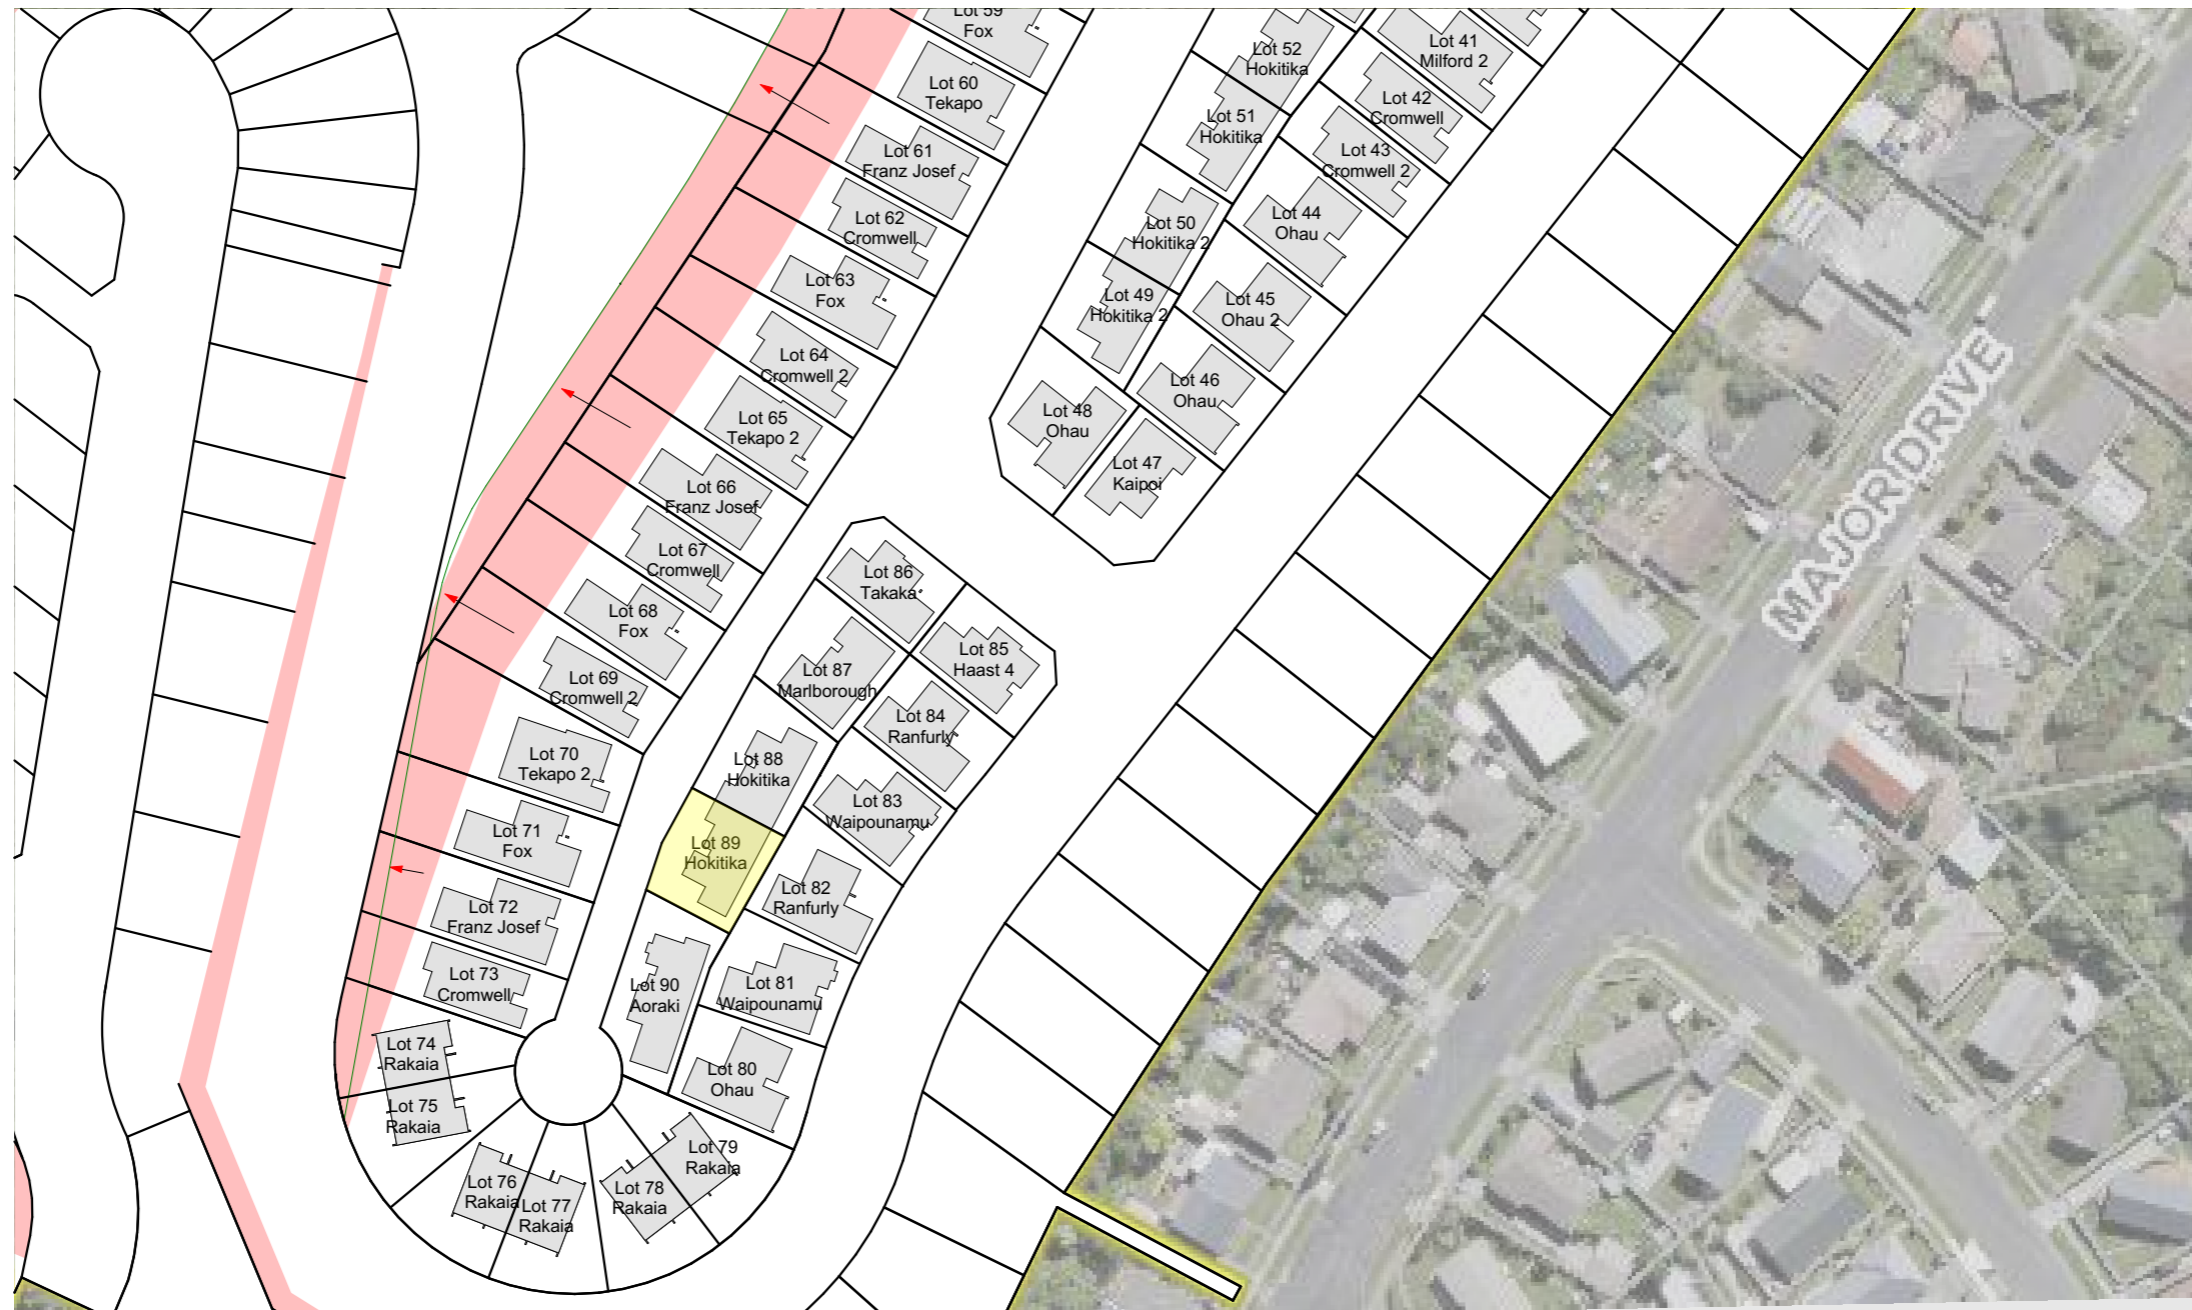 Lot 59
Fox
Lot 60
Tekapo
Lot 61
Franz Josef
Lot 62
Cromwell
Lot 63
Fox
Lot 64
Cromwell 2
Lot 65
Tekapo 2
Lot 66
Franz Josef
Lot 67
Cromwell
Lot 68
Fox
Lot 69
Cromwell 2
Lot 70
Tekapo 2
Lot 71
Fox
Lot 72
Franz Josef
Lot 73
Cromwell
Lot 74
Rakaia
Lot 75
Rakaia
Lot 76
Rakaia
Lot 77
Rakaia
Lot 78
Rakaia
Lot 79
Rakaia
Lot 80
Ohau
Lot 81
Waipounamu
Lot 82
Ranfurly
Lot 83
Waipounamu
Lot 84
Ranfurly
Lot 85
Haast 4
Lot 86
Takaka
Lot 87
Marlborough
Lot 88
Hokitika
Lot 89
Hokitika
Lot 90
Aoraki
Lot 52
Hokitika
Lot 51
Hokitika
Lot 50
Hokitika 2
Lot 49
Hokitika 2
Lot 48
Ohau
Lot 47
Kaipoi
Lot 46
Ohau
Lot 45
Ohau 2
Lot 44
Ohau
Lot 43
Cromwell 2
Lot 42
Cromwell
Lot 41
Milford 2
MAJORI DRIVE